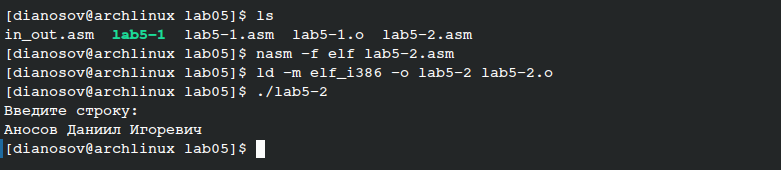 [dianosov@archlinux lab05]$ ls
in_out.asm  lab5-1  lab5-1.asm  lab5-1.o  lab5-2.asm
[dianosov@archlinux lab05]$ nasm -f elf lab5-2.asm
[dianosov@archlinux lab05]$ ld -m elf_i386 -o lab5-2 lab5-2.o
[dianosov@archlinux lab05]$ ./lab5-2
Введите строку:
Аносов Даниил Игоревич
[dianosov@archlinux lab05]$